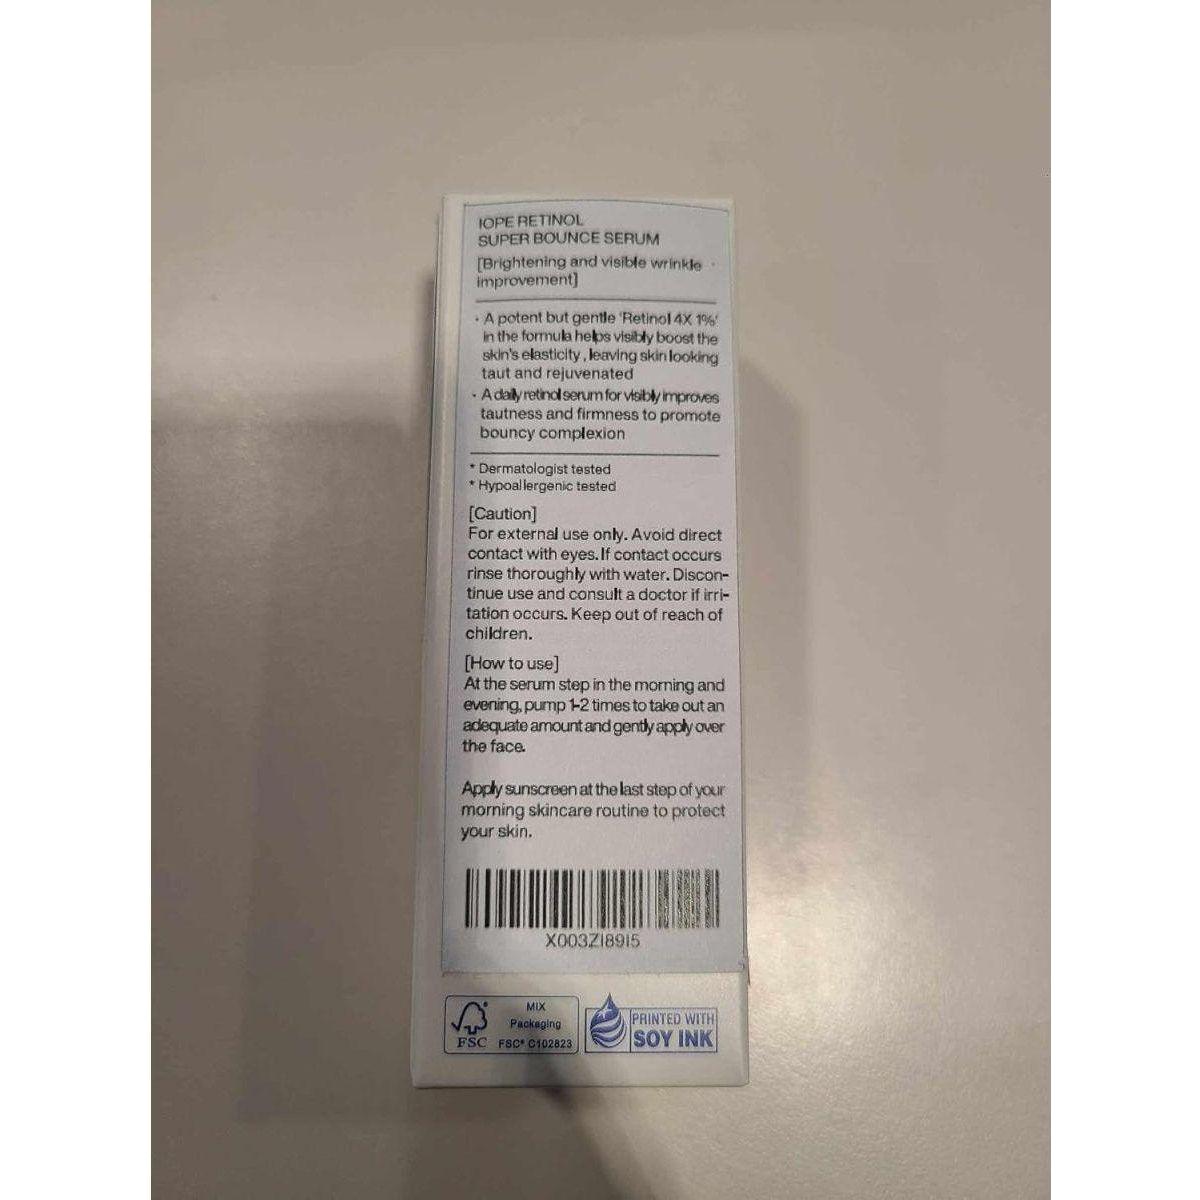 IOPE RETINOL
SUPER BOUNCE SERUM
[Brightening and visible wrinkle
improvement]
· A potent but gentle 'Retinol 4X 1%'
in the formula helps visibly boost the
skin's elasticity, leaving skin looking
taut and rejuvenated
· A daily retinol serum for visibly improves
tautness and firmness to promote
bouncy complexion
* Dermatologist tested
* Hypoallergenic tested
[Caution]
For external use only. Avoid direct
contact with eyes. If contact occurs
rinse thoroughly with water. Discon-
tinue use and consult a doctor if irri-
tation occurs. Keep out of reach of
children.
[How to use]
At the serum step in the morning and
evening, pump 1-2 times to take out an
adequate amount and gently apply over
the face.
Apply sunscreen at the last step of your
morning skincare routine to protect
your skin.
X003ZI89I5
MIX
Packaging
FSC FSC® C102823
PRINTED WITH
SOY INK